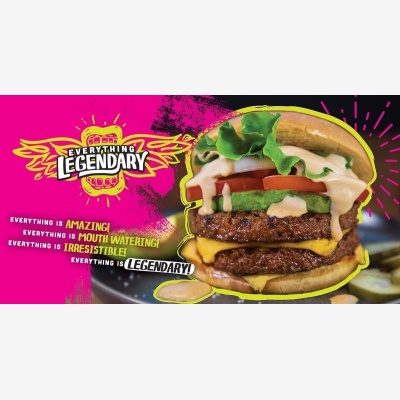 EVERYTHING
LEGENDARY
EVERYTHING IS AMAZING!
EVERYTHING IS MOUTH WATERING!
EVERYTHING IS IRRESISTIBLE!
EVERYTHING IS LEGENDARY!